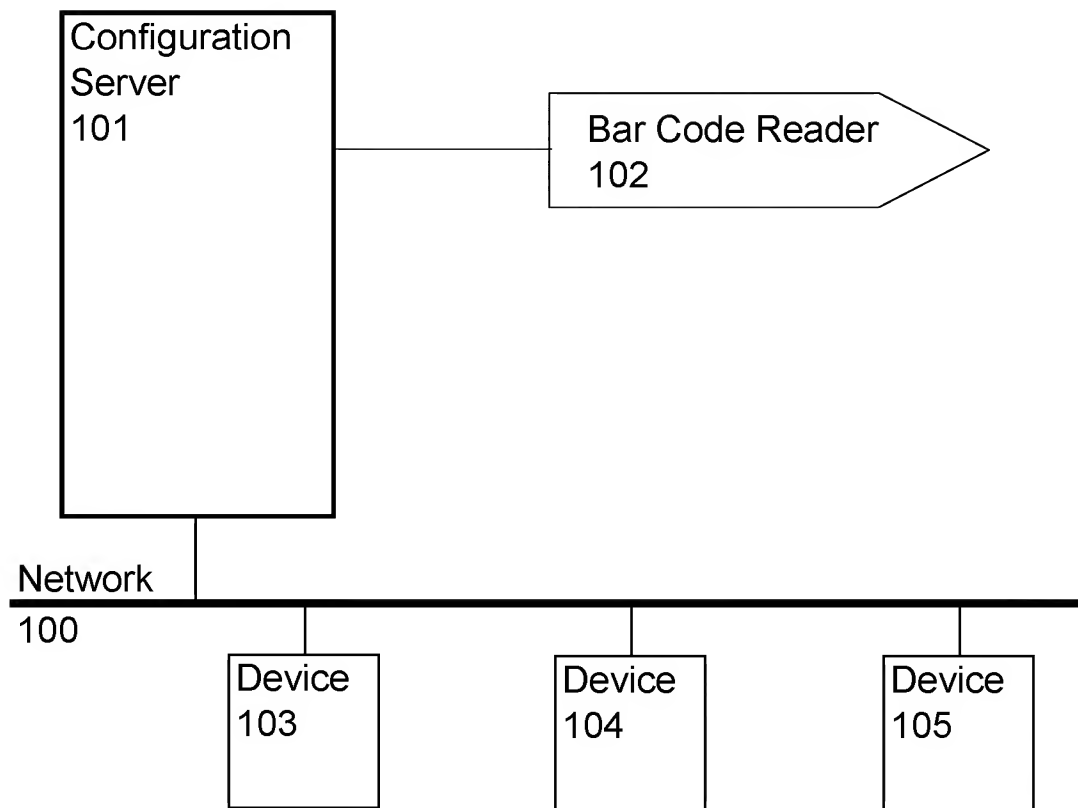 Configuration
Server
101
Bar Code Reader
102
Network
100
Device
103
Device
104
Device
105